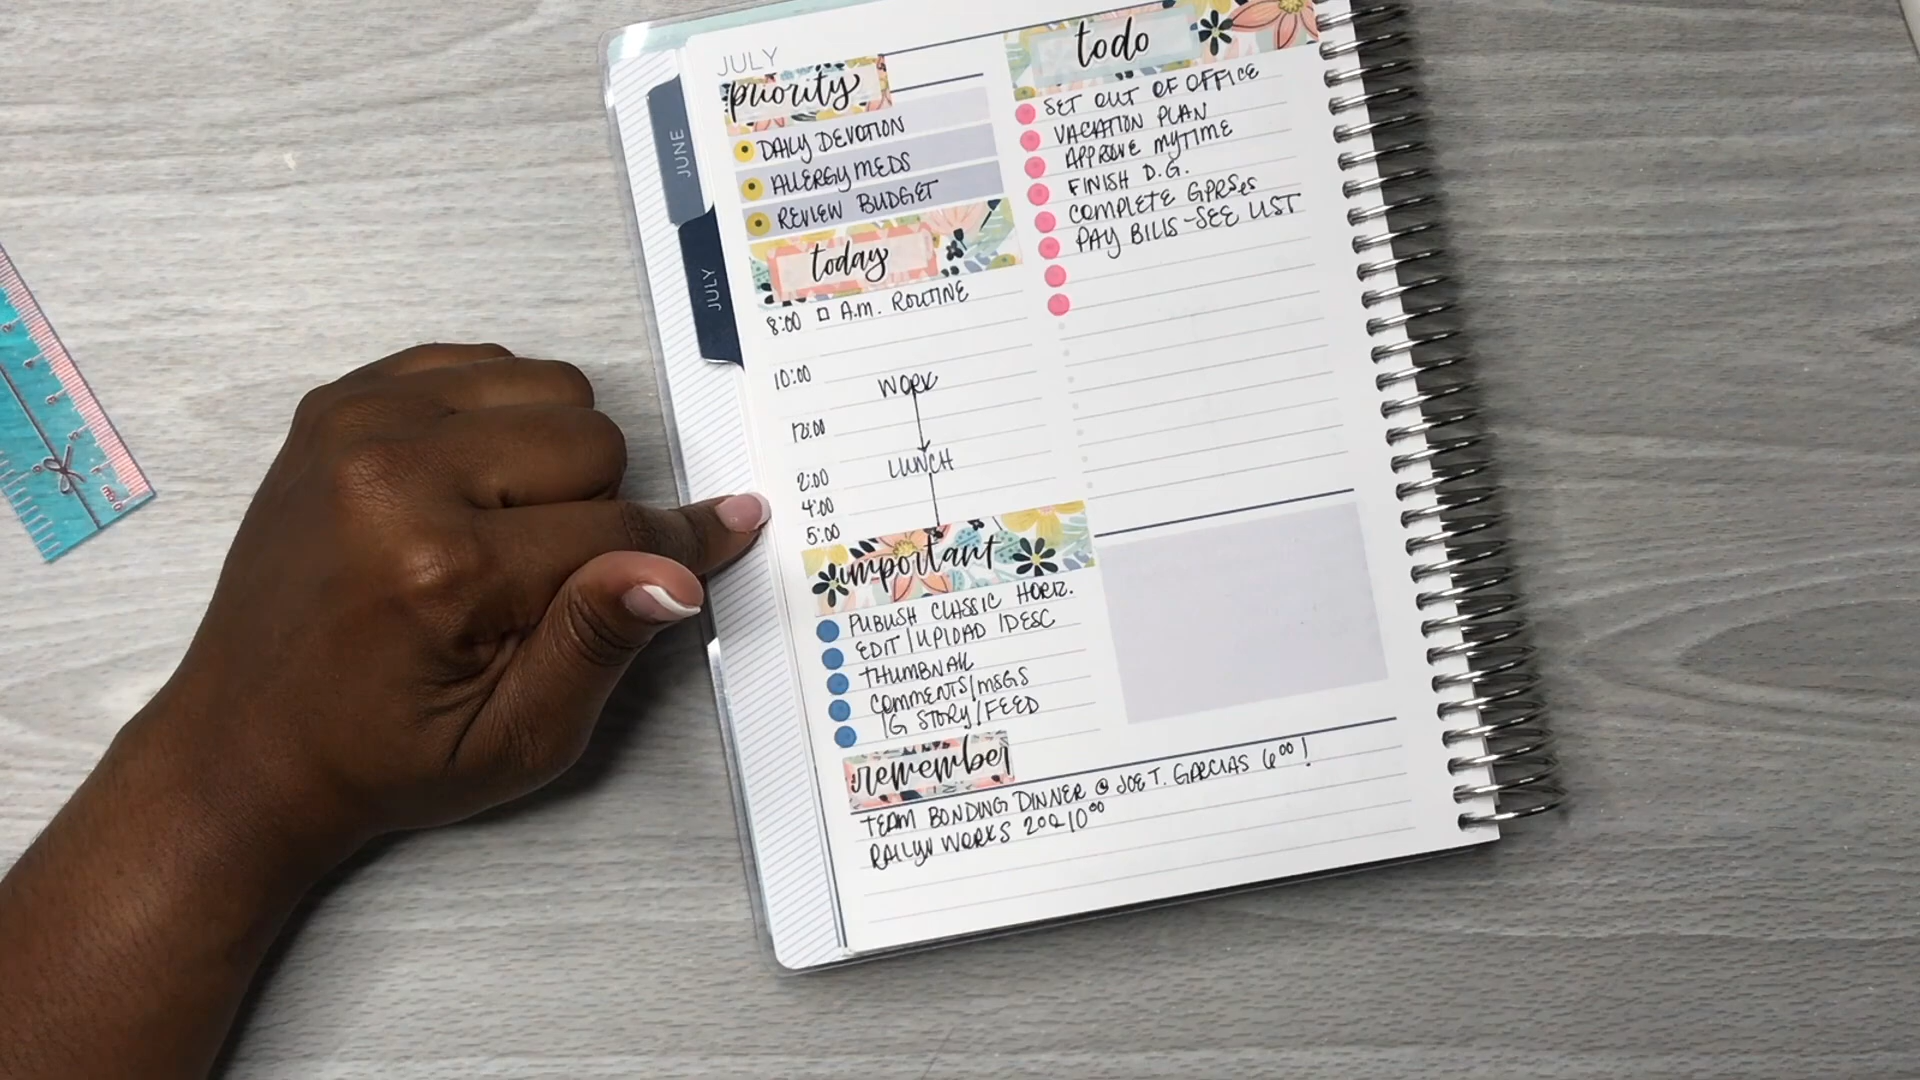 JULY
priority
DAILY DEVOTION
ALLERGY MEDS
REVIEW BUDGET
today
8:00 A.M. ROUTINE
10:00
WORK
12:00
LUNCH
2:00
4:00
5:00
important
PUBLISH CLASSIC HORIZ.
EDIT/UPLOAD/DESC
THUMBNAIL
COMMENTS/MSGS
IG STORY/FEED
remember
TEAM BONDING DINNER @ JOE T. GARCIAS 6:00!
WORKS
todo
SET OUT OF OFFICE
VACATION PLAN
APPROVE MYTIME
FINISH D.G.
COMPLETE GPRSes
PAY BILLS - SEE LIST
JUNE
JULY